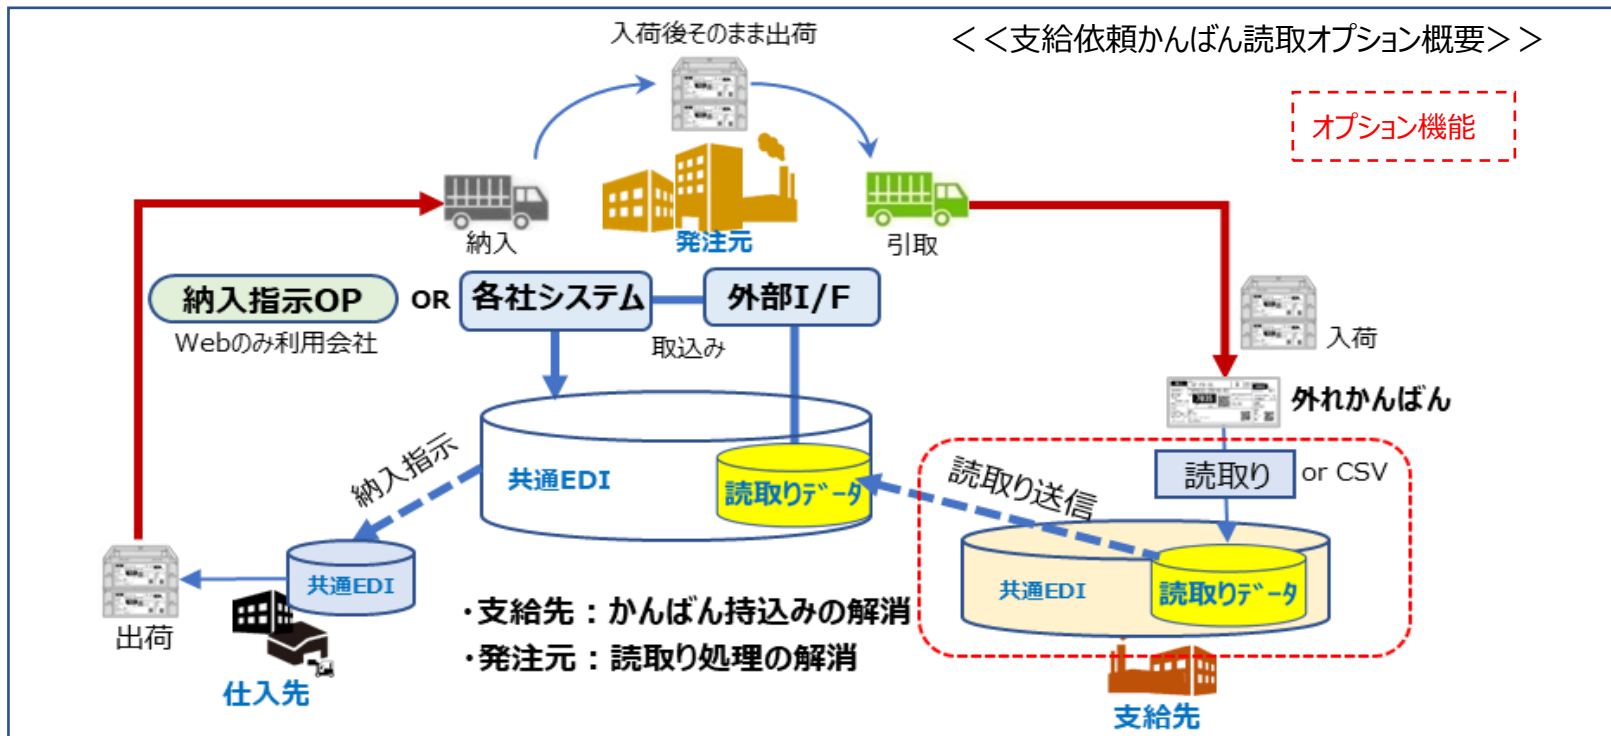 入荷後そのまま出荷
＜＜支給依頼かんばん読取オプション概要＞＞
オプション機能
納入
発注元
引取
納入指示OP
OR
各社システム
外部I/F
Webのみ利用会社
取込み
入荷
外れかんばん
納入指示
共通EDI
読取りﾃﾞｰﾀ
読取り送信
読取り
or CSV
共通EDI
読取りﾃﾞｰﾀ
共通EDI
出荷
仕入先
・支給先：かんばん持込みの解消
・発注元：読取り処理の解消
支給先